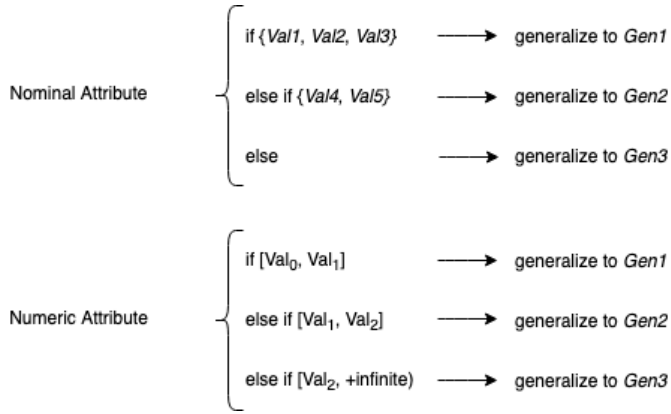 if {Val1, Val2, Val3} generalize to Gen1
Nominal Attribute else if {Val4, Val5} generalize to Gen2
else generalize to Gen3
if [Val0, Val1] generalize to Gen1
Numeric Attribute else if [Val1, Val2] generalize to Gen2
else if [Val2, +infinite) generalize to Gen3